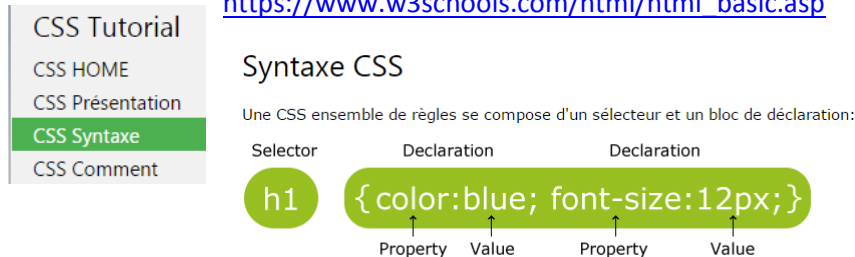 https://www.w3schools.com/html/html_basic.asp
CSS Tutorial
CSS HOME
CSS Présentation
CSS Syntaxe
CSS Comment
Syntaxe CSS
Une CSS ensemble de règles se compose d'un sélecteur et un bloc de déclaration:
Selector Declaration Declaration
h1 {color:blue; font-size:12px;}
Property Value Property Value